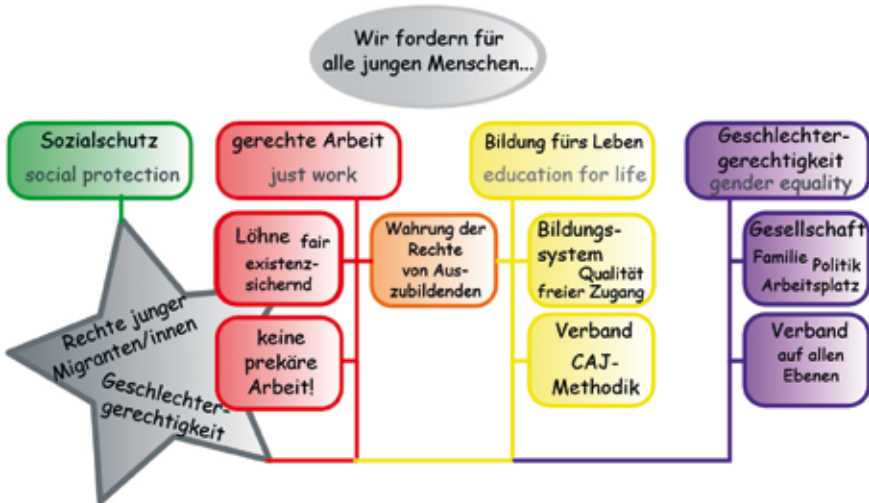 Wir fordern für
alle jungen Menschen...
Sozialschutz
social protection
gerechte Arbeit
just work
Bildung fürs Leben
education for life
Geschlechter-
gerechtigkeit
gender equality
Löhne fair
existenz-
sichernd
keine
prekäre
Arbeit!
Wahrung der
Rechte
von Aus-
zubildenden
Bildungs-
system
Qualität
freier Zugang
Verband
CAJ-
Methodik
Gesellschaft
Familie Politik
Arbeitsplatz
Verband
auf allen
Ebenen
Rechte junger
Migranten/innen
Geschlechter-
gerechtigkeit